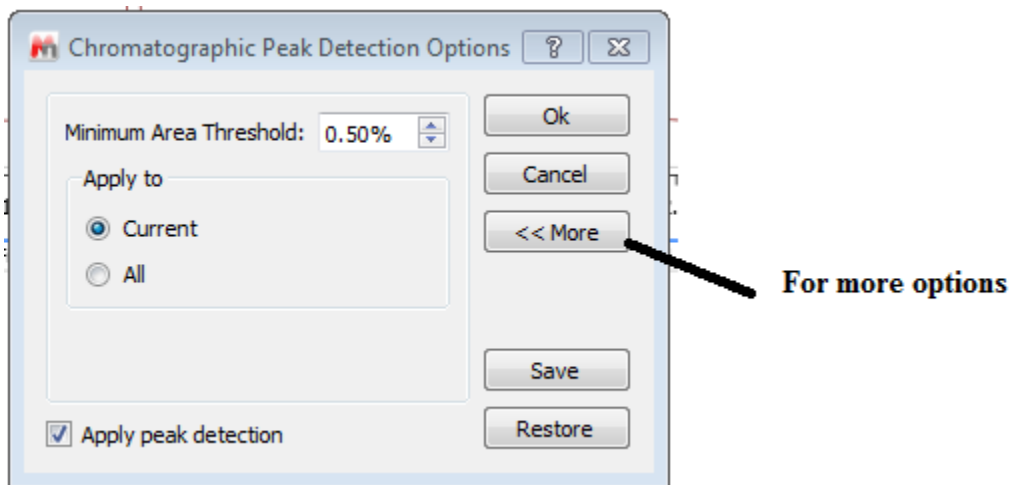 Chromatographic Peak Detection Options
Minimum Area Threshold: 0.50%
Apply to
Current
All
Apply peak detection
Ok
Cancel
<< More
Save
Restore
For more options